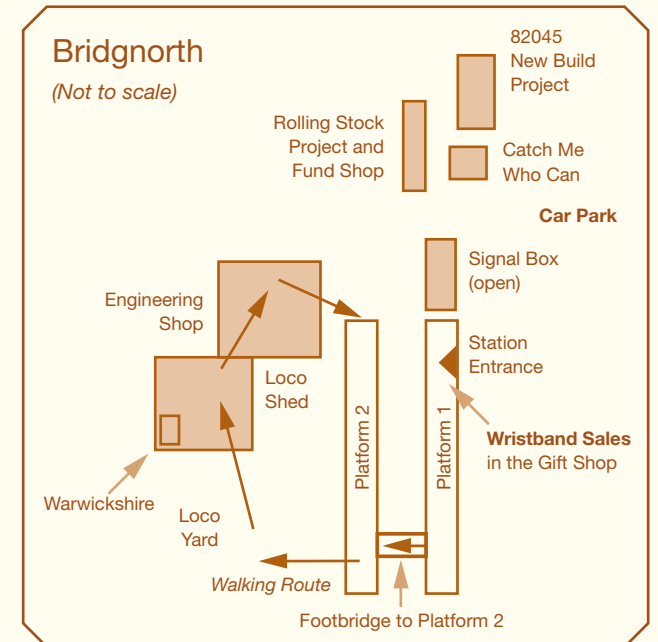 Bridgnorth
(Not to scale)
82045
New Build
Project
Rolling Stock
Project and
Fund Shop
Catch Me
Who Can
Car Park
Signal Box
(open)
Engineering
Shop
Station
Entrance
Loco
Shed
Platform 2
Platform 1
Wristband Sales
in the Gift Shop
Warwickshire
Loco
Yard
Walking Route
Footbridge to Platform 2